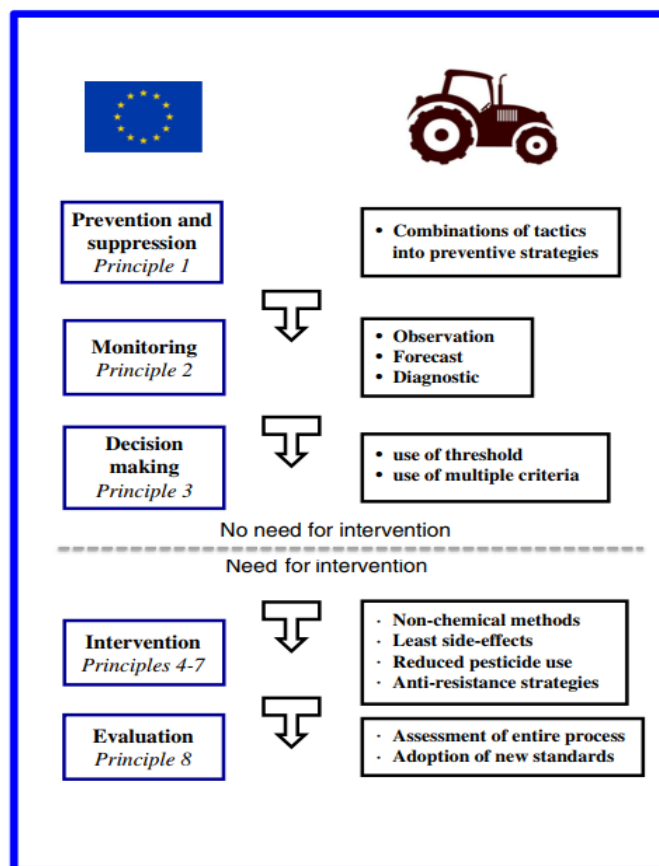 Prevention and
suppression
Principle 1
• Combinations of tactics
into preventive strategies
Monitoring
Principle 2
• Observation
• Forecast
• Diagnostic
Decision
making
Principle 3
• use of threshold
• use of multiple criteria
No need for intervention
Need for intervention
Intervention
Principles 4-7
· Non-chemical methods
· Least side-effects
· Reduced pesticide use
· Anti-resistance strategies
Evaluation
Principle 8
· Assessment of entire process
· Adoption of new standards